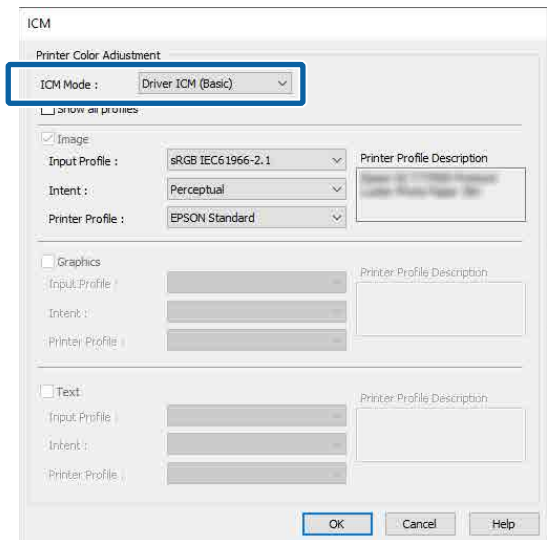 ICM
Printer Color Adjustment
ICM Mode : Driver ICM (Basic)
Show all profiles
Image
Input Profile : sRGB IEC61966-2.1 Printer Profile Description
Intent : Perceptual
Printer Profile : EPSON Standard
Graphics
Input Profile : Printer Profile Description
Intent :
Printer Profile :
Text
Input Profile : Printer Profile Description
Intent :
Printer Profile :
OK Cancel Help